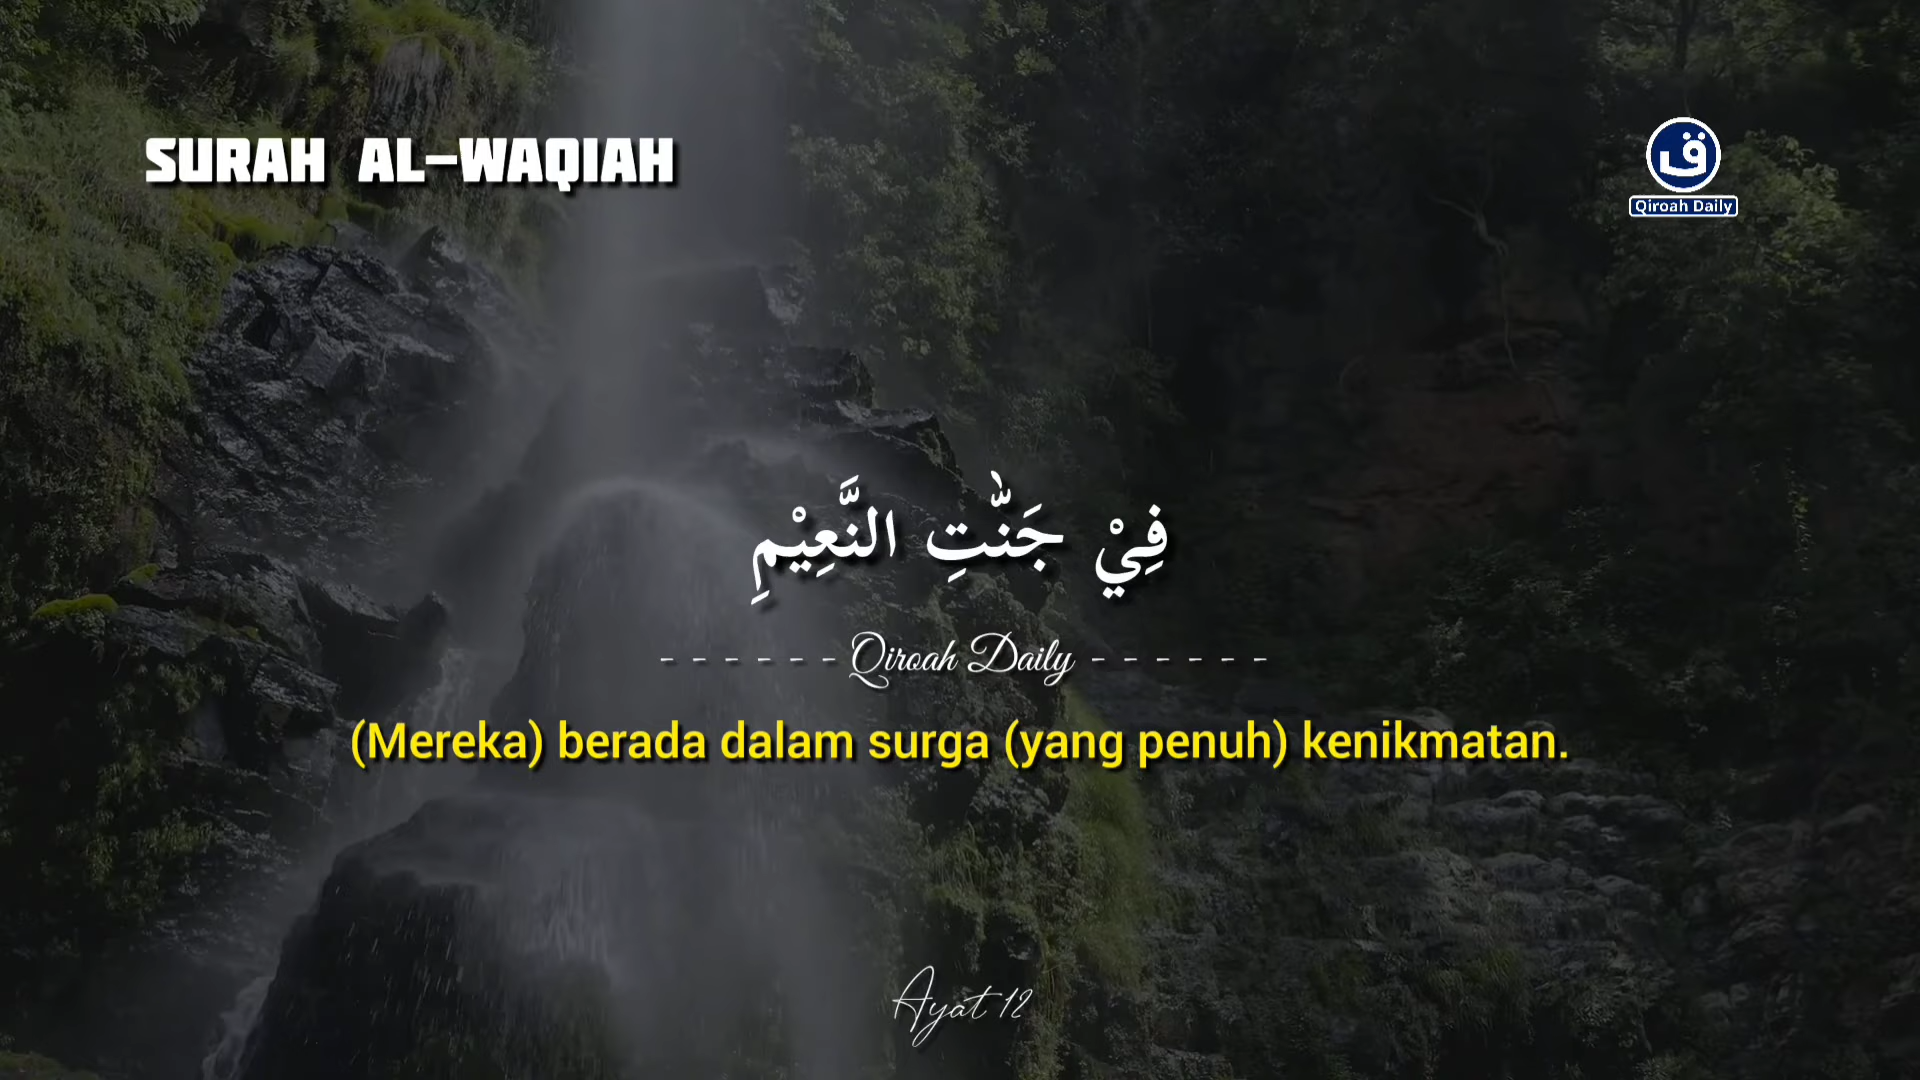 SURAH AL-WAQIAH
ق
Qiroah Daily
فِيْ جَنّٰتِ النَّعِيْمِ
- - - - - - Qiroah Daily - - - - - -
(Mereka) berada dalam surga (yang penuh) kenikmatan.
Ayat 12